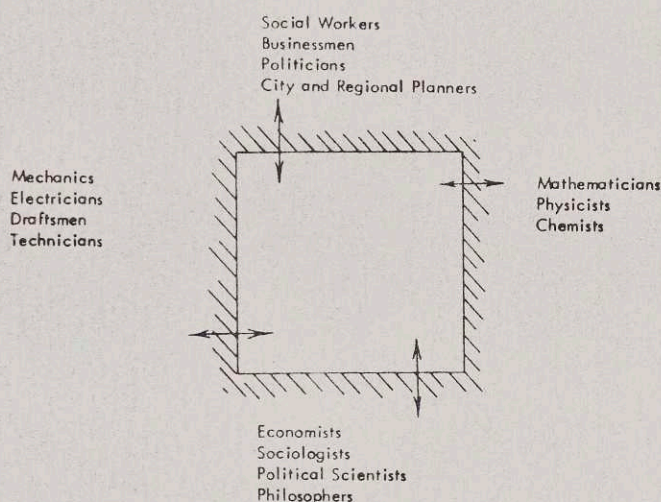 Social Workers
Businessmen
Politicians
City and Regional Planners
Mechanics
Electricians
Draftsmen
Technicians
Mathematicians
Physicists
Chemists
Economists
Sociologists
Political Scientists
Philosophers